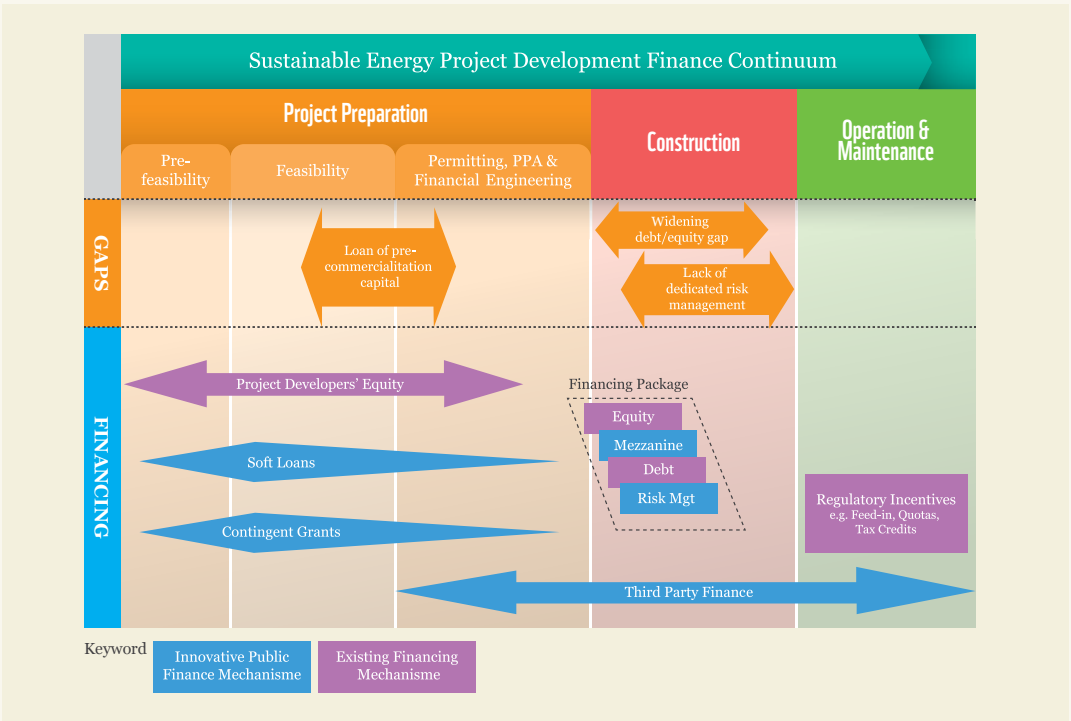 Sustainable Energy Project Development Finance Continuum
Project Preparation
Construction
Operation &
Maintenance
Pre-
feasibility
Feasibility
Permitting, PPA &
Financial Engineering
GAPS
Loan of pre-
commercialitation
capital
Widening
debt/equity gap
Lack of
dedicated risk
management
FINANCING
Project Developers' Equity
Soft Loans
Contingent Grants
Financing Package
Equity
Mezzanine
Debt
Risk Mgt
Regulatory Incentives
e.g. Feed-in, Quotas,
Tax Credits
Third Party Finance
Keyword
Innovative Public
Finance Mechanisme
Existing Financing
Mechanisme